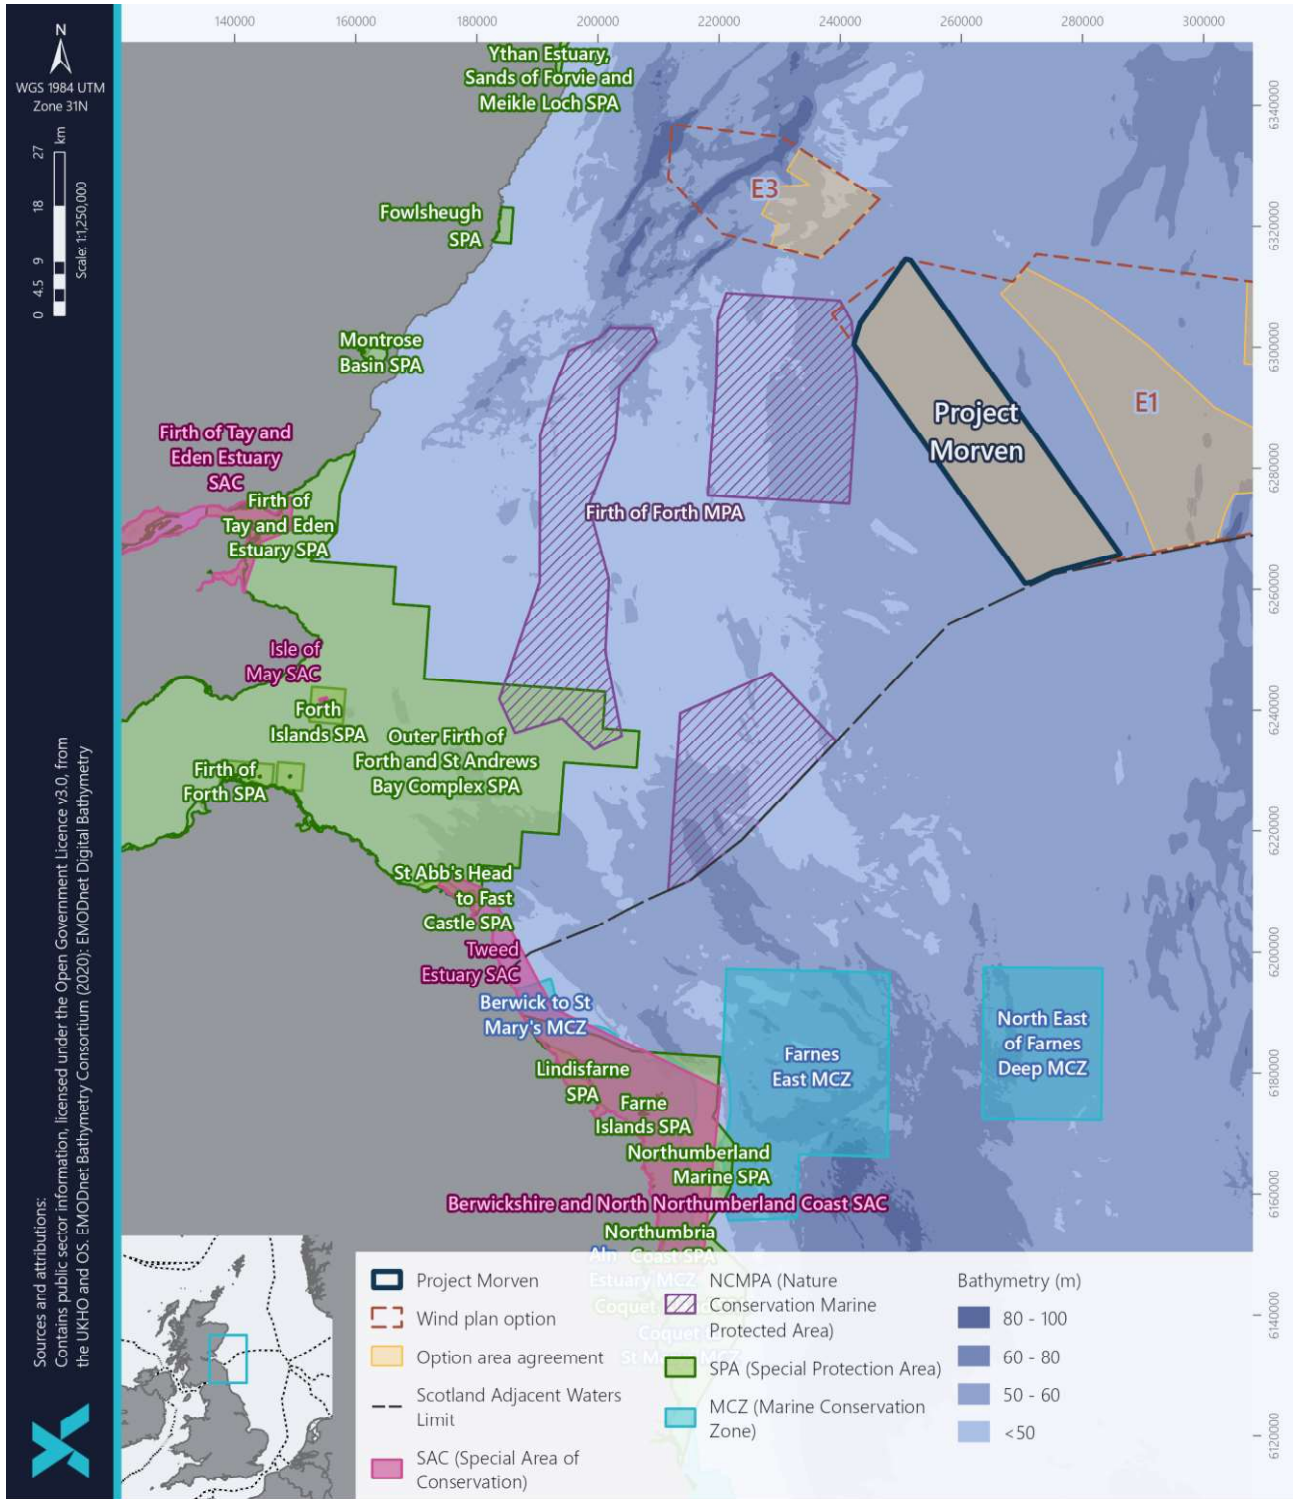 140000
160000
180000
200000
220000
240000
260000
280000
300000
N
WGS 1984 UTM
Zone 31N
0 4.5 9 18 27 km
Scale: 1:1,250,000
6340000
6320000
6300000
6280000
6260000
6240000
6220000
6200000
6180000
6160000
6140000
6120000
Ythan Estuary,
Sands of Forvie and
Meikle Loch SPA
Fowlsheugh
SPA
Montrose
Basin SPA
E3
E1
Project
Morven
Firth of Tay and
Eden Estuary
SAC
Firth of
Tay and Eden
Estuary SPA
Firth of Forth MPA
Isle of
May SAC
Forth
Islands SPA
Outer Firth of
Forth and St Andrews
Bay Complex SPA
Firth of
Forth SPA
St Abb's Head
to Fast
Castle SPA
Tweed
Estuary SAC
Berwick to St
Mary's MCZ
Lindisfarne
SPA
Farne
Islands SPA
Farnes
East MCZ
North East
of Farnes
Deep MCZ
Northumberland
Marine SPA
Berwickshire and North Northumberland Coast SAC
Northumbria
Coast SPA
Aln
Estuary MCZ
Coquet
Coquet
St M MCZ
Project Morven
Wind plan option
Option area agreement
Scotland Adjacent Waters
Limit
SAC (Special Area of
Conservation)
NCMPA (Nature
Conservation Marine
Protected Area)
SPA (Special Protection Area)
MCZ (Marine Conservation
Zone)
Bathymetry (m)
80 - 100
60 - 80
50 - 60
<50
Sources and attributions:
Contains public sector information, licensed under the Open Government Licence v3.0, from
the UKHO and OS. EMODnet Bathymetry Consortium (2020): EMODnet Digital Bathymetry